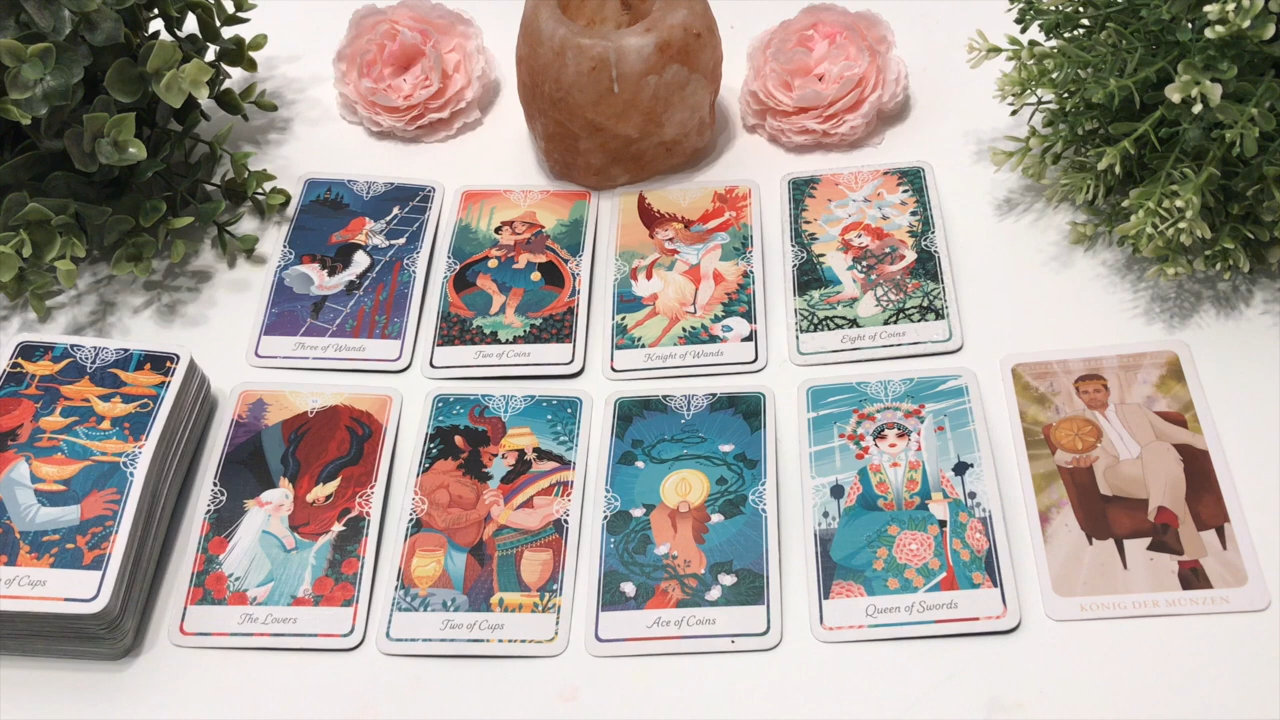 Three of Wands
Two of Coins
Knight of Wands
Eight of Coins
of Cups
The Lovers
Two of Cups
Ace of Coins
Queen of Swords
KÖNIG DER MÜNZEN